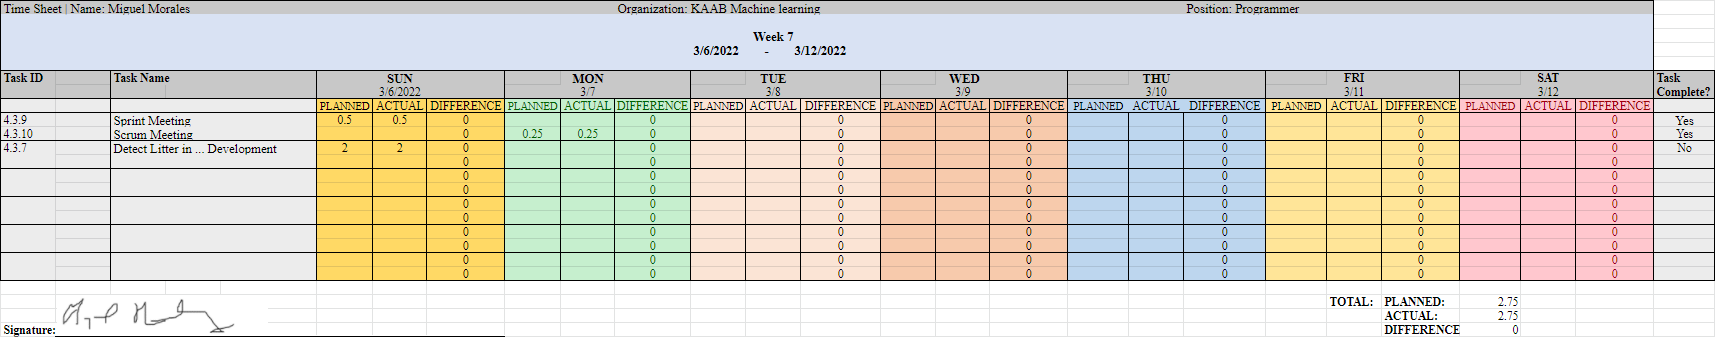 Time Sheet | Name: Miguel Morales Organization: KAAB Machine learning Position: Programmer
Week 7
3/6/2022 - 3/12/2022
Task ID Task Name SUN MON TUE WED THU FRI SAT Task
3/6/2022 3/7 3/8 3/9 3/10 3/11 3/12 Complete?
PLANNED ACTUAL DIFFERENCE PLANNED ACTUAL DIFFERENCE PLANNED ACTUAL DIFFERENCE PLANNED ACTUAL DIFFERENCE PLANNED ACTUAL DIFFERENCE PLANNED ACTUAL DIFFERENCE PLANNED ACTUAL DIFFERENCE
4.3.9 Sprint Meeting 0.5 0.5 0 0 0 0 0 0 0 Yes
4.3.10 Scrum Meeting 0 0.25 0.25 0 0 0 0 0 0 Yes
4.3.7 Detect Litter in ... Development 2 2 0 0 0 0 0 0 0 No
0 0 0 0 0 0 0
0 0 0 0 0 0 0
0 0 0 0 0 0 0
0 0 0 0 0 0 0
0 0 0 0 0 0 0
0 0 0 0 0 0 0
0 0 0 0 0 0 0
0 0 0 0 0 0 0
0 0 0 0 0 0 0
TOTAL: PLANNED: 2.75
ACTUAL: 2.75
Signature: DIFFERENCE 0